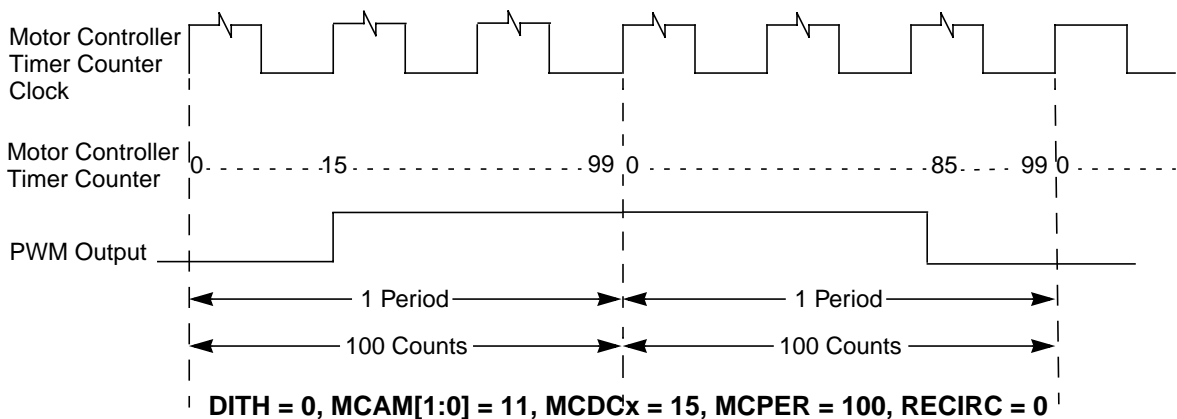 Motor Controller
Timer Counter
Clock
Motor Controller
Timer Counter
0 15 99 0 85 99 0
PWM Output
1 Period 1 Period
100 Counts 100 Counts
DITH = 0, MCAM[1:0] = 11, MCDCx = 15, MCPER = 100, RECIRC = 0